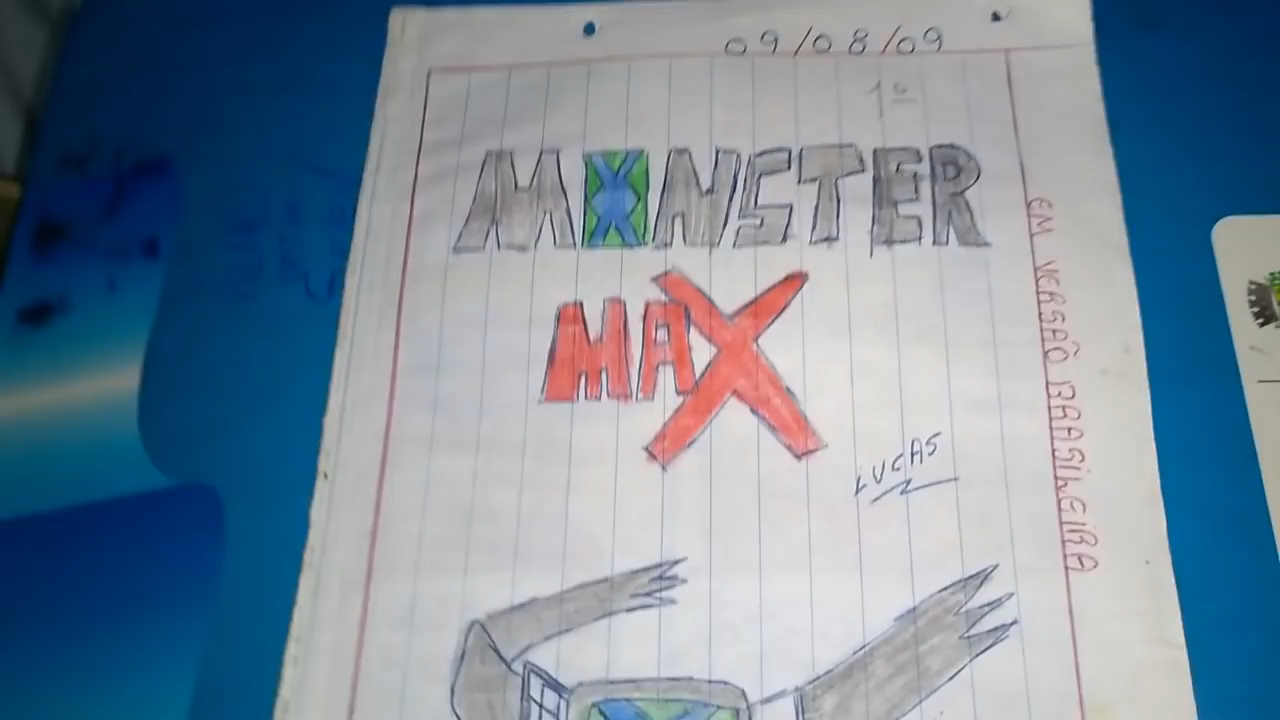 09/08/09
1º
MONSTER
MAX
LUCAS
EM VERSÃO BRASILEIRA